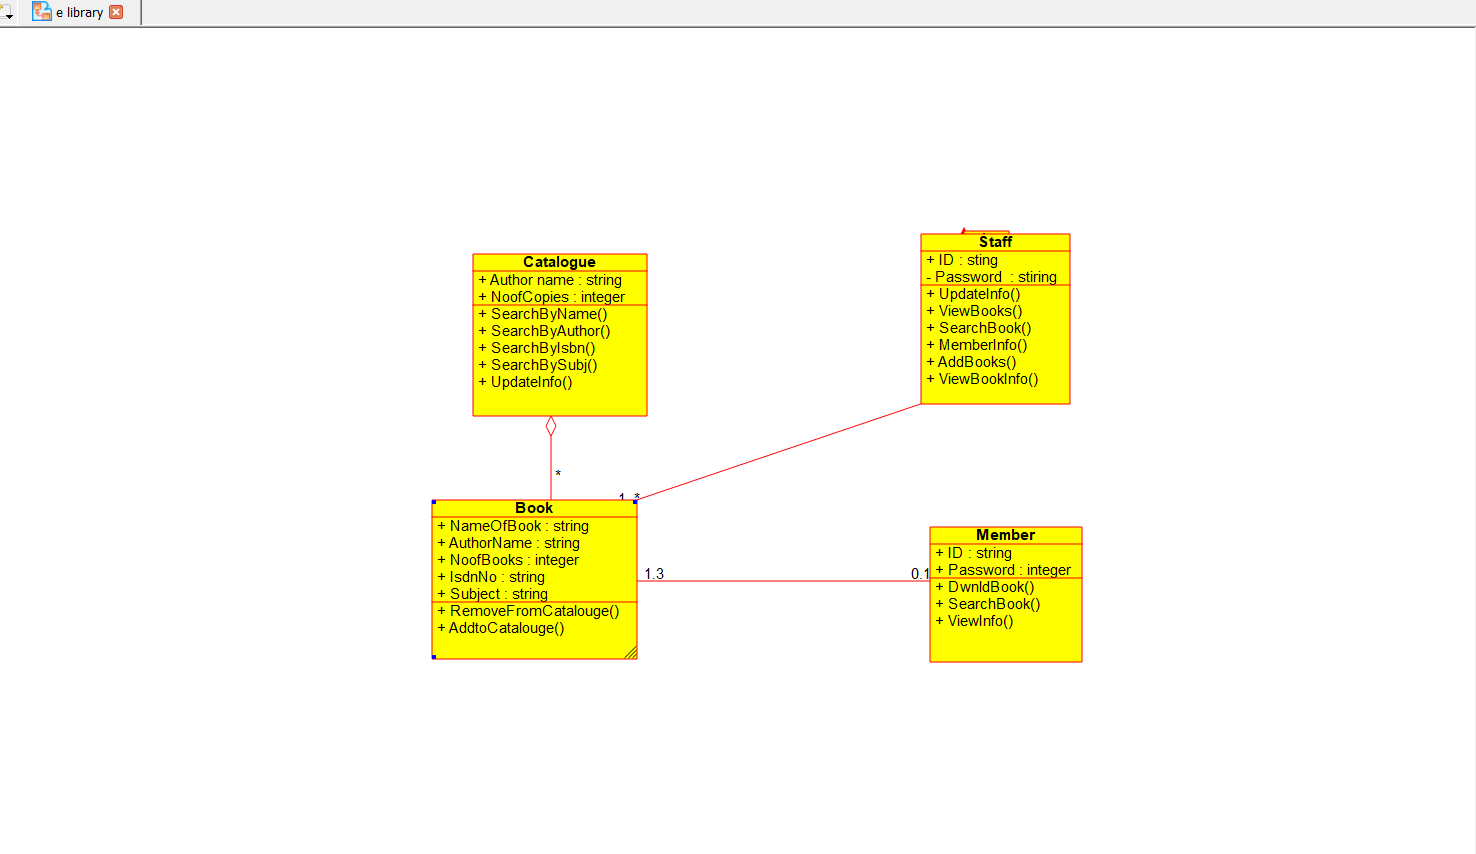 e library
Catalogue
+ Author name : string
+ NoofCopies : integer
+ SearchByName()
+ SearchByAuthor()
+ SearchByIsbn()
+ SearchBySubj()
+ UpdateInfo()
Staff
+ ID : sting
- Password : stiring
+ UpdateInfo()
+ ViewBooks()
+ SearchBook()
+ MemberInfo()
+ AddBooks()
+ ViewBookInfo()
*
1..*
Book
+ NameOfBook : string
+ AuthorName : string
+ NoofBooks : integer
+ IsdnNo : string
+ Subject : string
+ RemoveFromCatalouge()
+ AddtoCatalouge()
1.3
0.1
Member
+ ID : string
+ Password : integer
+ DwnldBook()
+ SearchBook()
+ ViewInfo()